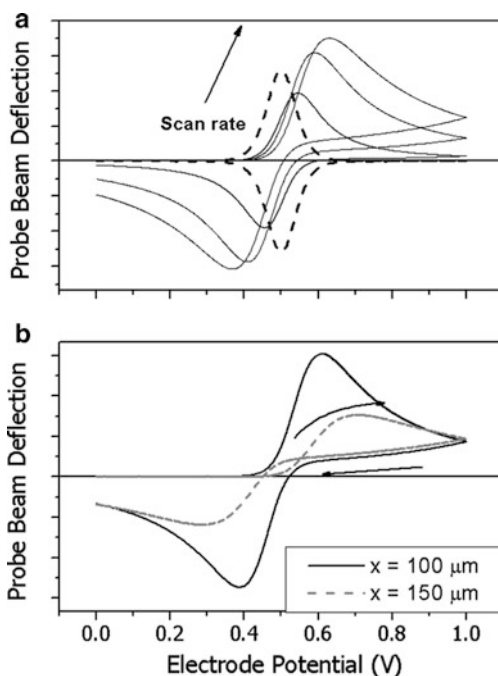 a
Scan rate
Probe Beam Deflection
b
Probe Beam Deflection
x = 100 μm
x = 150 μm
0.0 0.2 0.4 0.6 0.8 1.0
Electrode Potential (V)